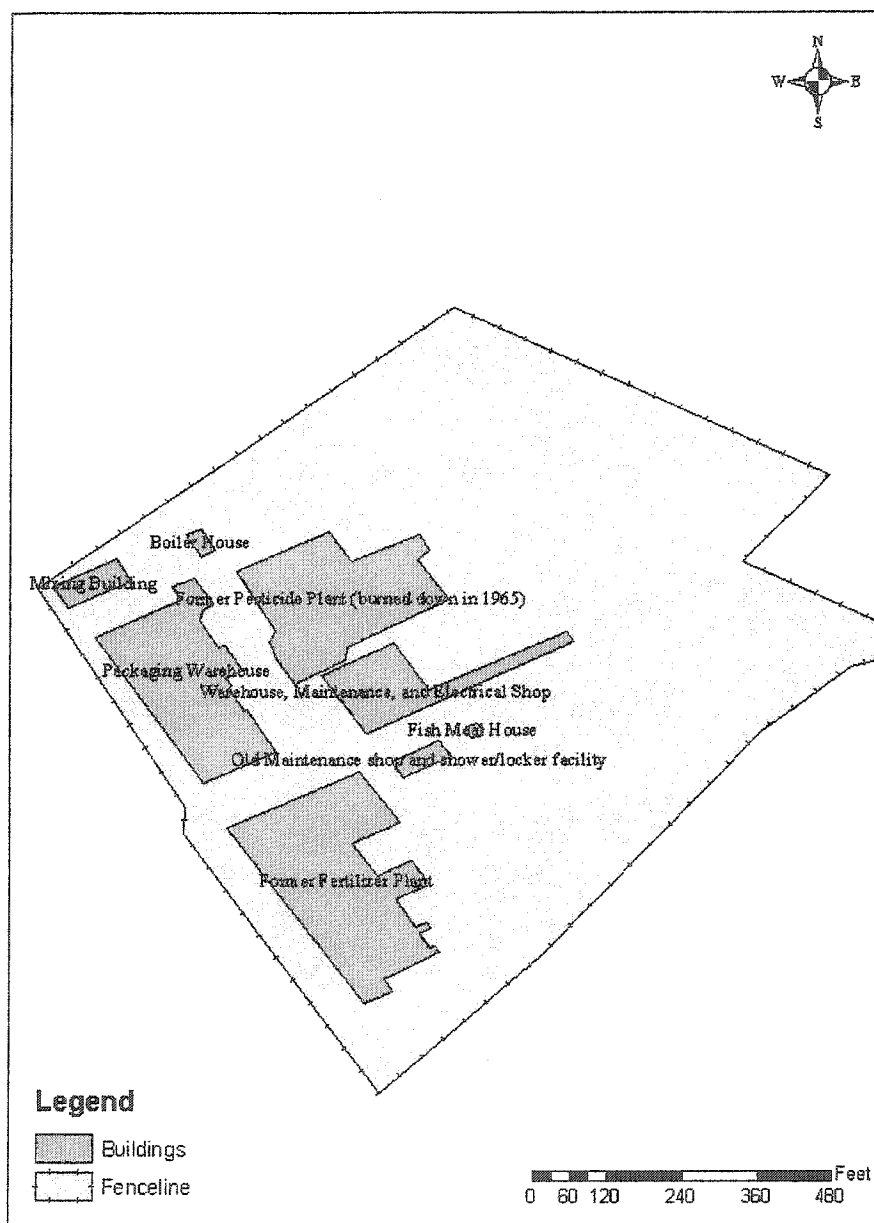 N
W E
S
Boiler House
Mixing Building
Former Pesticide Plant (burned down in 1965)
Packaging Warehouse
Warehouse, Maintenance, and Electrical Shop
Fish Meal House
Old Maintenance shop and shower/locker facility
Former Fertilizer Plant
Legend
Buildings
Fenceline
Feet
0 60 120 240 360 480